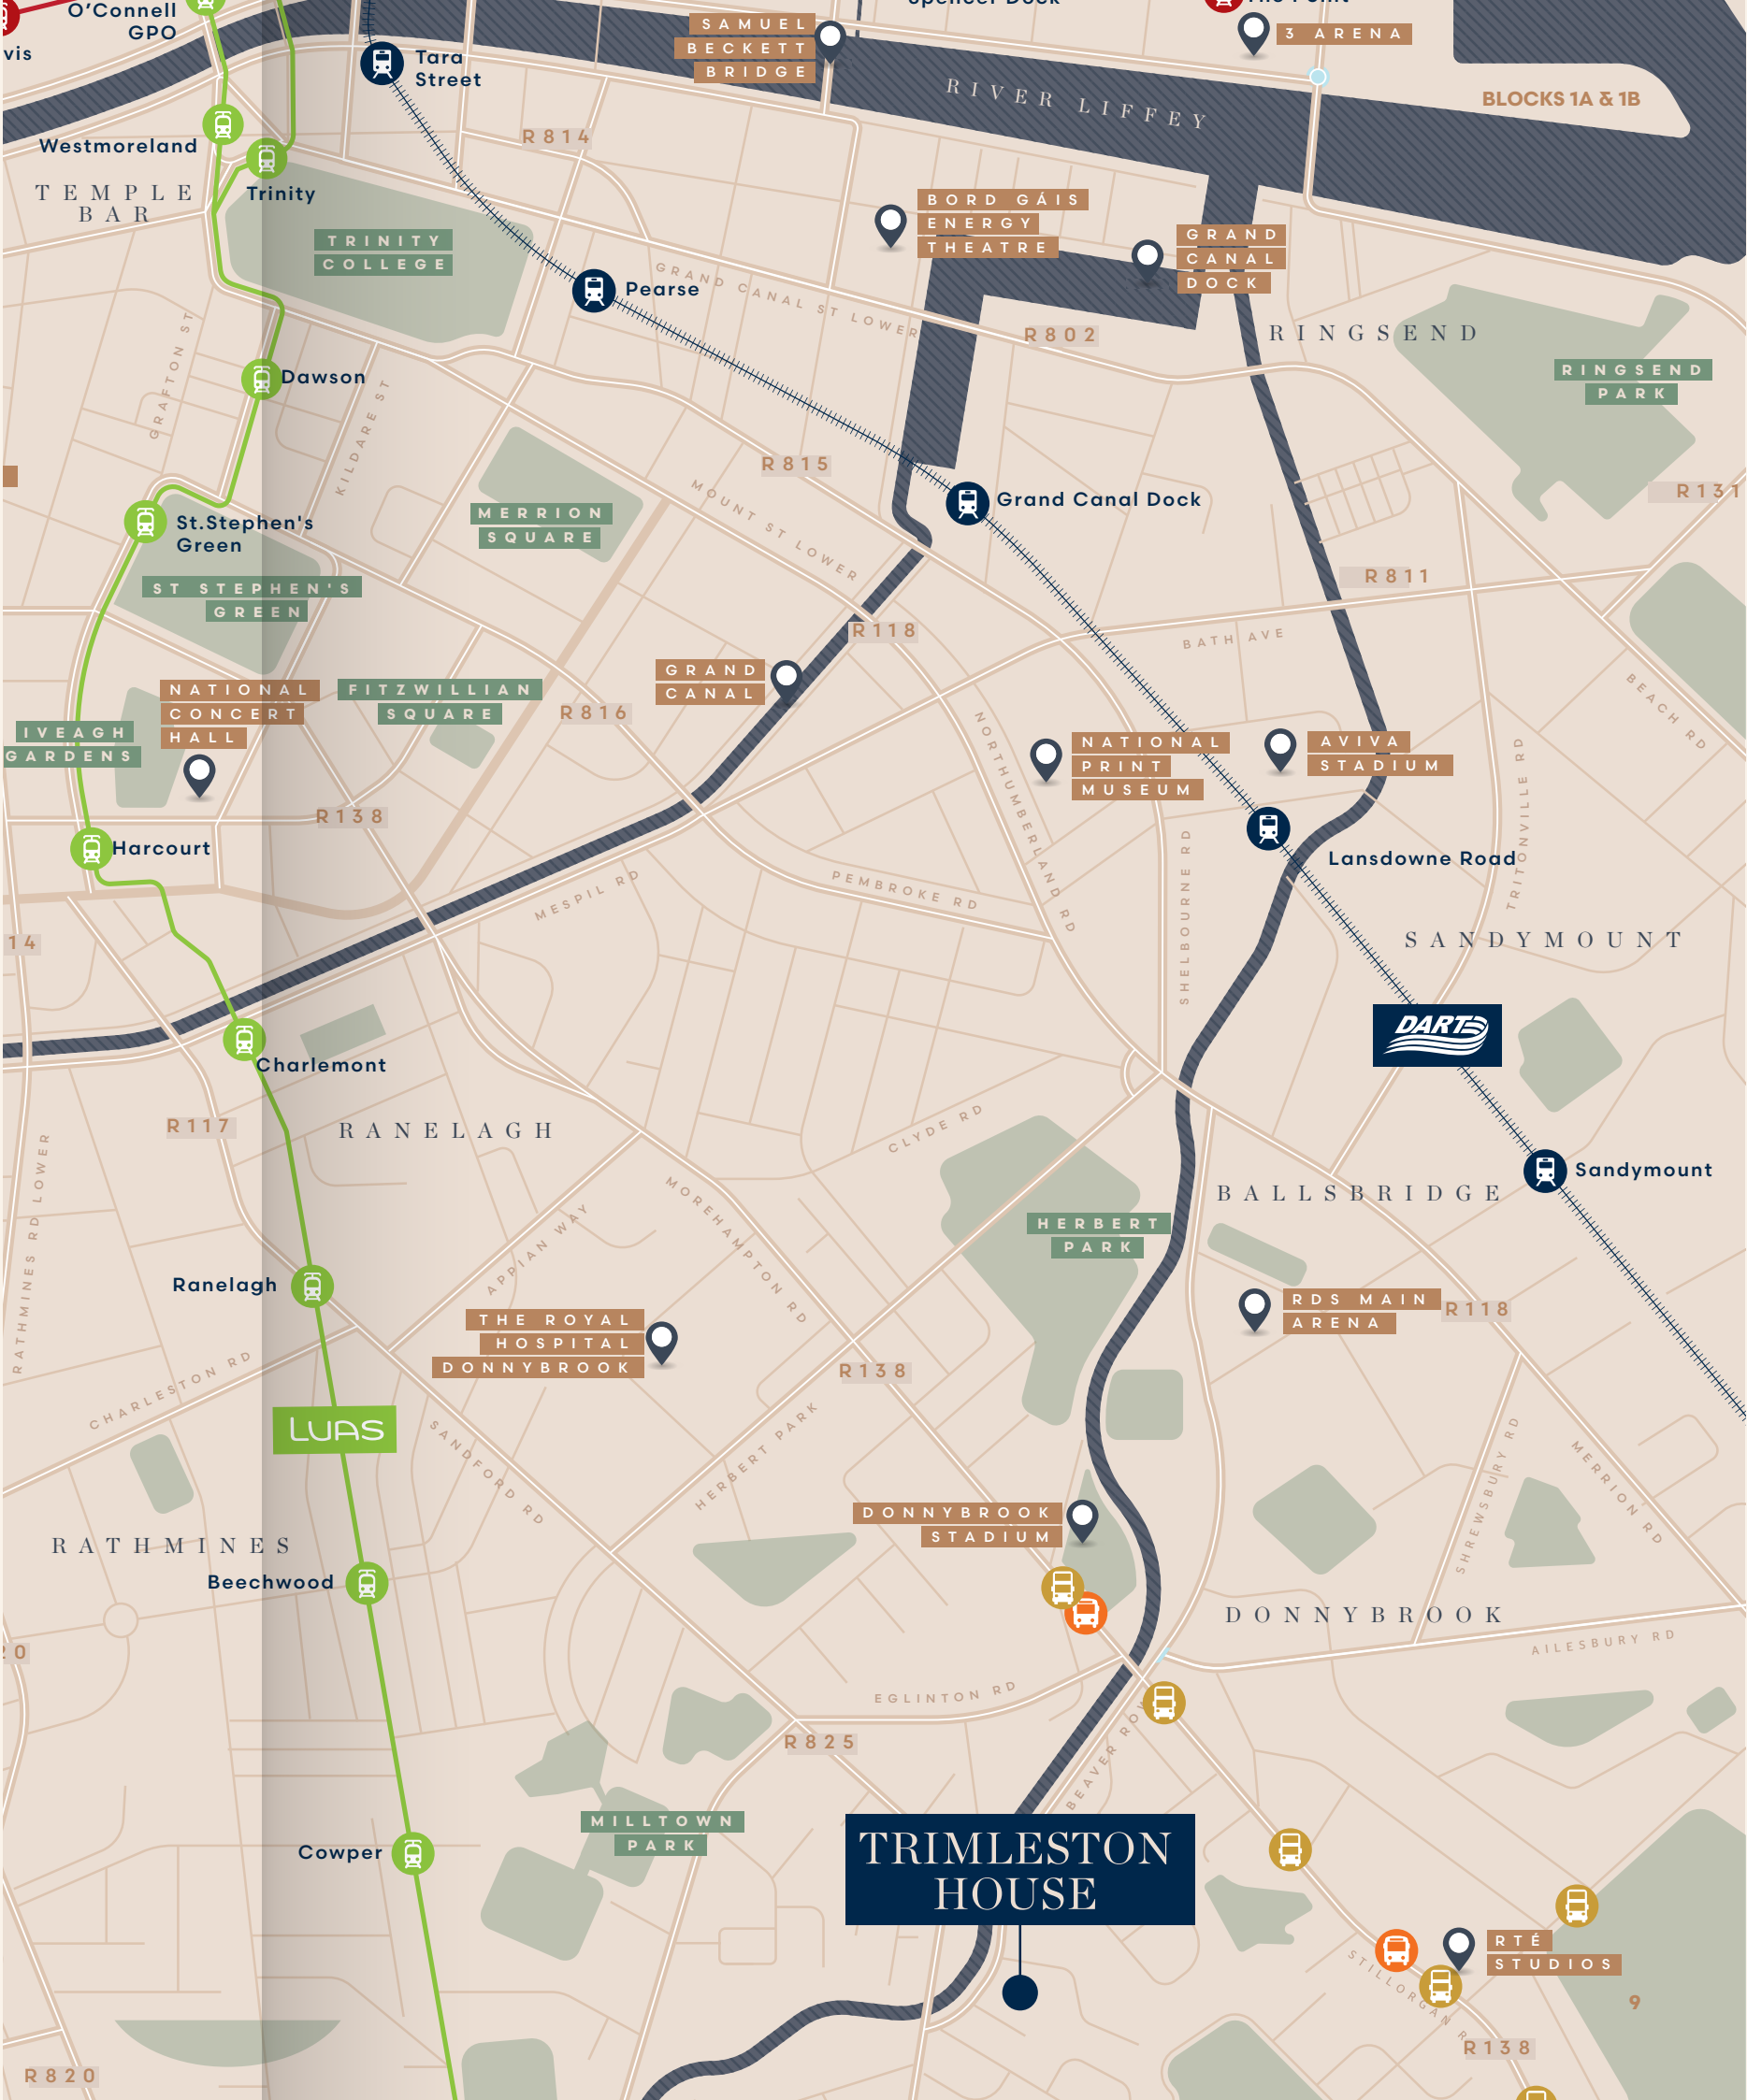 O'Connell
GPO
vis
Tara
Street
SAMUEL
BECKETT
BRIDGE
3 ARENA
RIVER LIFFEY
BLOCKS 1A & 1B
Westmoreland
R814
Trinity
TEMPLE
BAR
TRINITY
COLLEGE
BORD GÁIS
ENERGY
THEATRE
GRAND
CANAL
DOCK
Pearse
GRAND CANAL ST LOWER
R802
RINGSEND
RINGSEND
PARK
GRAFTON ST
Dawson
KILDARE ST
R815
MOUNT ST LOWER
Grand Canal Dock
R131
St.Stephen's
Green
MERRION
SQUARE
ST STEPHEN'S
GREEN
R811
R118
BATH AVE
GRAND
CANAL
NATIONAL
CONCERT
HALL
FITZWILLIAN
SQUARE
R816
IVEAGH
GARDENS
BEACH RD
NORTHUMBERLAND RD
NATIONAL
PRINT
MUSEUM
AVIVA
STADIUM
TRITONVILLE RD
R138
Harcourt
Lansdowne Road
MESPIL RD
PEMBROKE RD
SHELBOURNE RD
14
SANDYMOUNT
DART
Charlemont
R117
RANELAGH
CLYDE RD
RATHMINES RD LOWER
MOREHAMPTON RD
APPIAN WAY
Sandymount
BALLSBRIDGE
HERBERT
PARK
Ranelagh
RDS MAIN
ARENA
R118
THE ROYAL
HOSPITAL
DONNYBROOK
R138
CHARLESTON RD
LUAS
SANDFORD RD
HERBERT PARK
SHREWSBURY RD
MERRION RD
DONNYBROOK
STADIUM
RATHMINES
Beechwood
DONNYBROOK
AILESBURY RD
20
EGLINTON RD
R825
BEAVER ROW
MILLTOWN
PARK
Cowper
TRIMLESTON
HOUSE
RTÉ
STUDIOS
STILLORGAN R
9
R138
R820